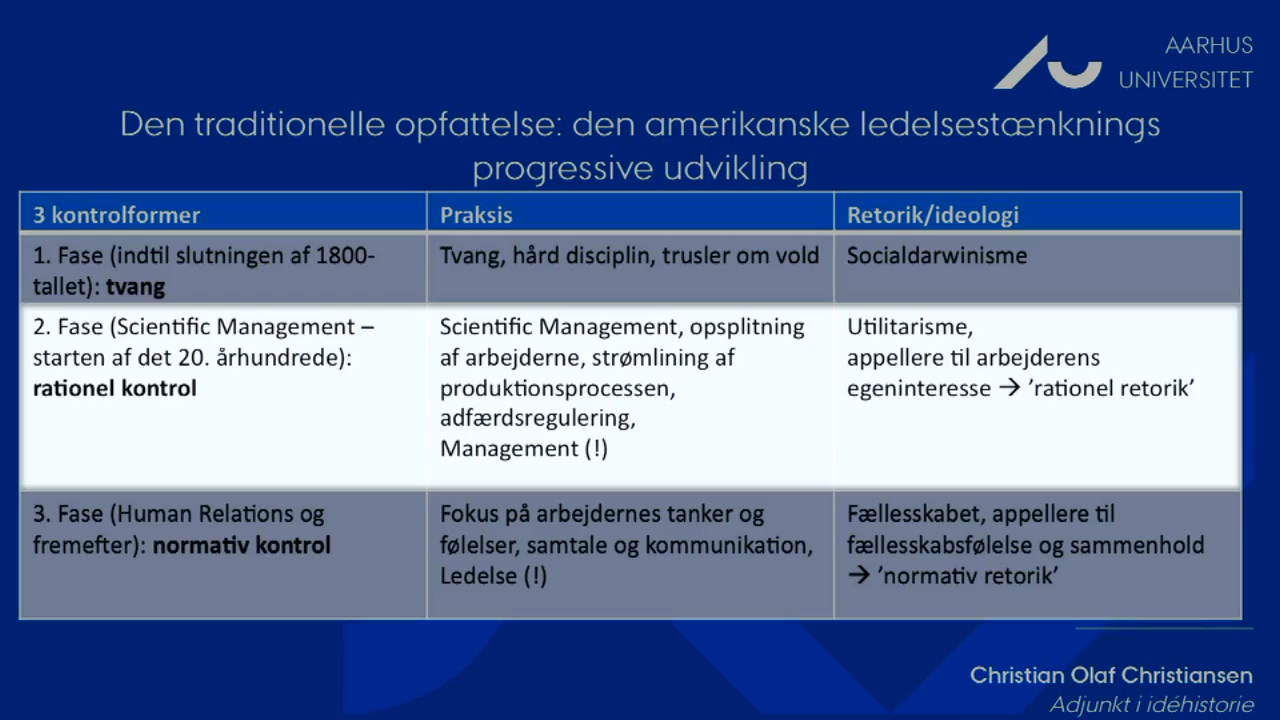 AARHUS
UNIVERSITET
Den traditionelle opfattelse: den amerikanske ledelsestænknings
progressive udvikling
3 kontrolformer
Praksis
Retorik/ideologi
1. Fase (indtil slutningen af 1800-
tallet): tvang
Tvang, hård disciplin, trusler om vold
Socialdarwinisme
2. Fase (Scientific Management –
starten af det 20. århundrede):
rationel kontrol
Scientific Management, opsplitning
af arbejderne, strømlining af
produktionsprocessen,
adfærdsregulering,
Management (!)
Utilitarisme,
appellere til arbejderens
egeninteresse → ’rationel retorik’
3. Fase (Human Relations og
fremefter): normativ kontrol
Fokus på arbejdernes tanker og
følelser, samtale og kommunikation,
Ledelse (!)
Fællesskabet, appellere til
fællesskabsfølelse og sammenhold
→ ’normativ retorik’
Christian Olaf Christiansen
Adjunkt i idéhistorie